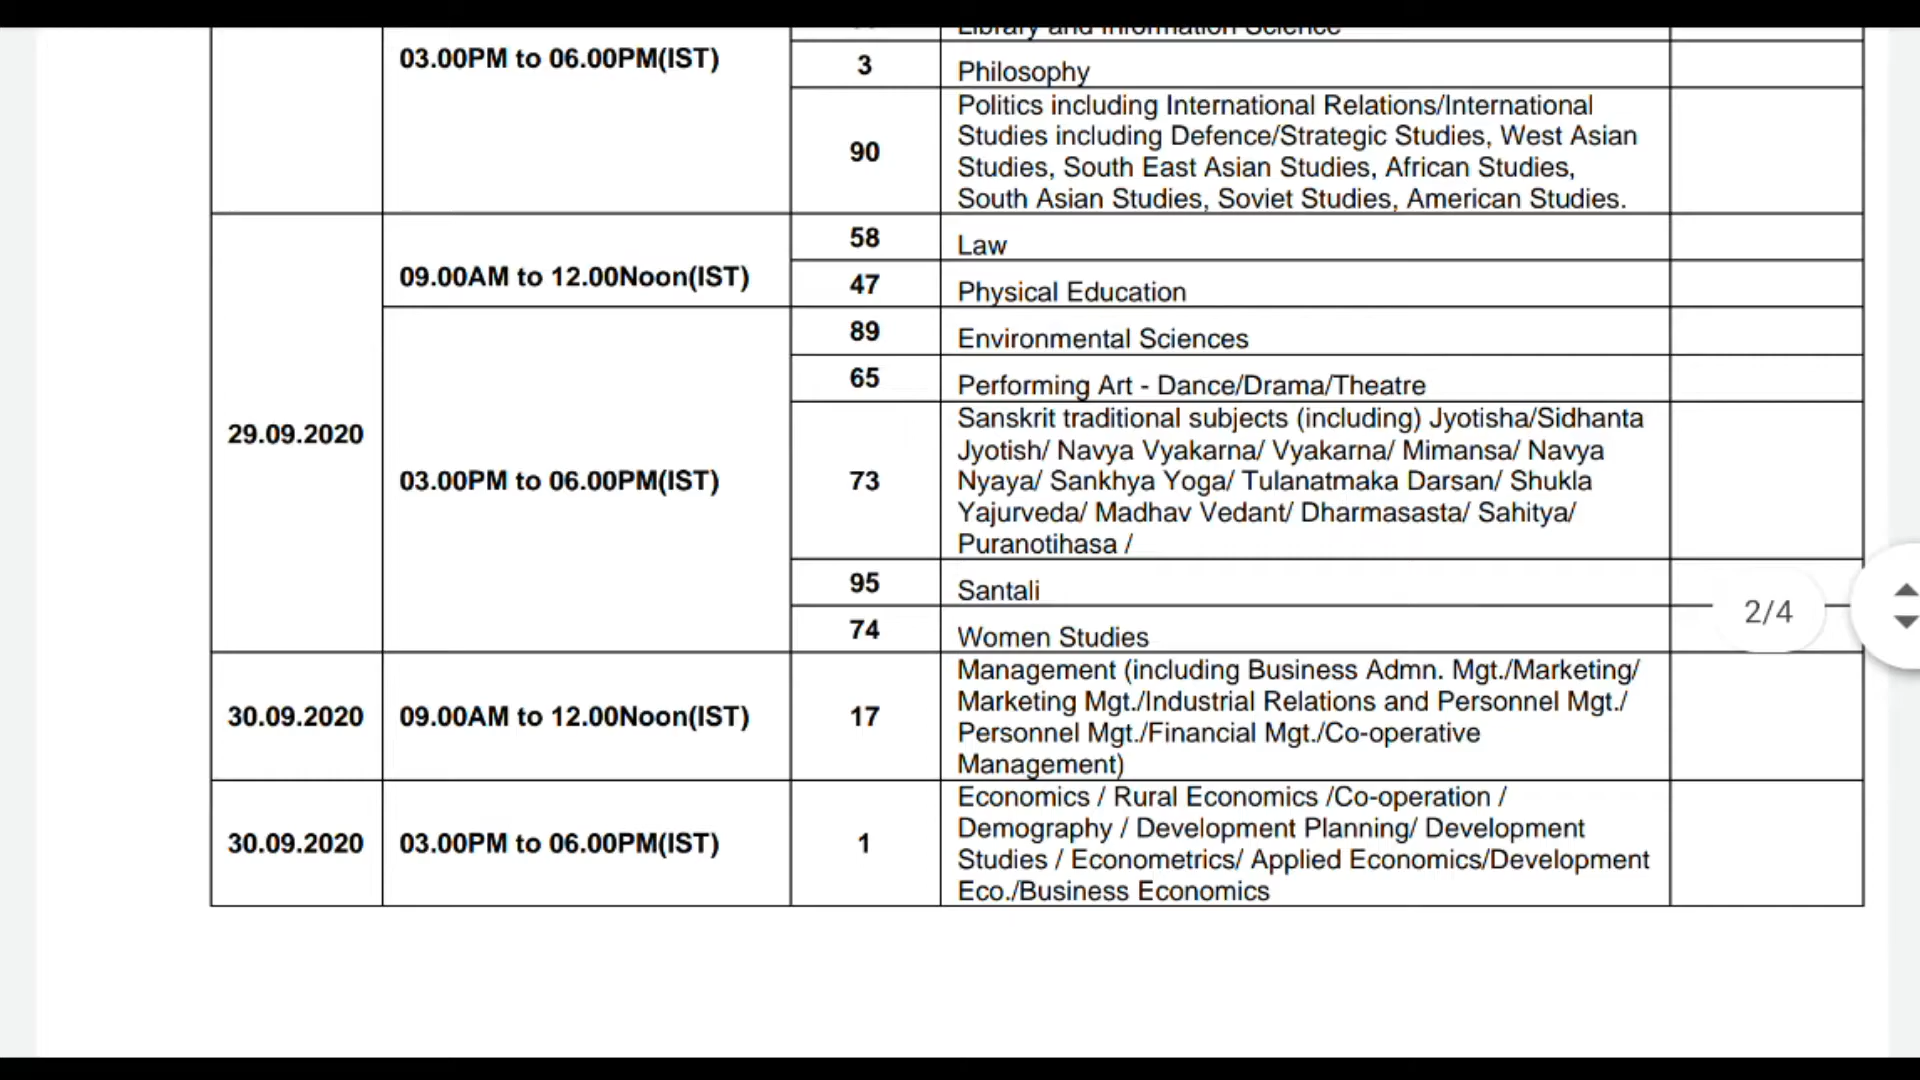 Library and Information Science
03.00PM to 06.00PM(IST)
3
Philosophy
90
Politics including International Relations/International
Studies including Defence/Strategic Studies, West Asian
Studies, South East Asian Studies, African Studies,
South Asian Studies, Soviet Studies, American Studies.
29.09.2020
09.00AM to 12.00Noon(IST)
58
Law
47
Physical Education
03.00PM to 06.00PM(IST)
89
Environmental Sciences
65
Performing Art - Dance/Drama/Theatre
73
Sanskrit traditional subjects (including) Jyotisha/Sidhanta
Jyotish/ Navya Vyakarna/ Vyakarna/ Mimansa/ Navya
Nyaya/ Sankhya Yoga/ Tulanatmaka Darsan/ Shukla
Yajurveda/ Madhav Vedant/ Dharmasasta/ Sahitya/
Puranotihasa /
95
Santali
2/4
74
Women Studies
30.09.2020
09.00AM to 12.00Noon(IST)
17
Management (including Business Admn. Mgt./Marketing/
Marketing Mgt./Industrial Relations and Personnel Mgt./
Personnel Mgt./Financial Mgt./Co-operative
Management)
30.09.2020
03.00PM to 06.00PM(IST)
1
Economics / Rural Economics /Co-operation /
Demography / Development Planning/ Development
Studies / Econometrics/ Applied Economics/Development
Eco./Business Economics